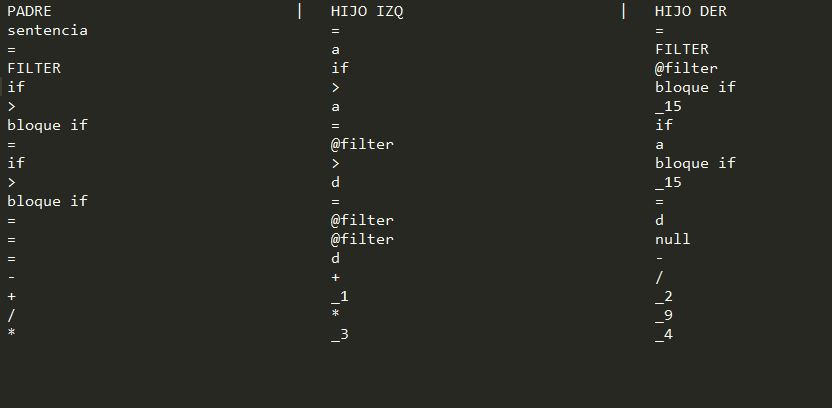 PADRE | HIJO IZQ | HIJO DER
sentencia = =
= a FILTER
FILTER if @filter
if > bloque if
> a _15
bloque if = if
= @filter a
if > bloque if
> d _15
bloque if = =
= @filter d
= @filter null
= d -
- + /
+ _1 _2
/ * _9
* _3 _4